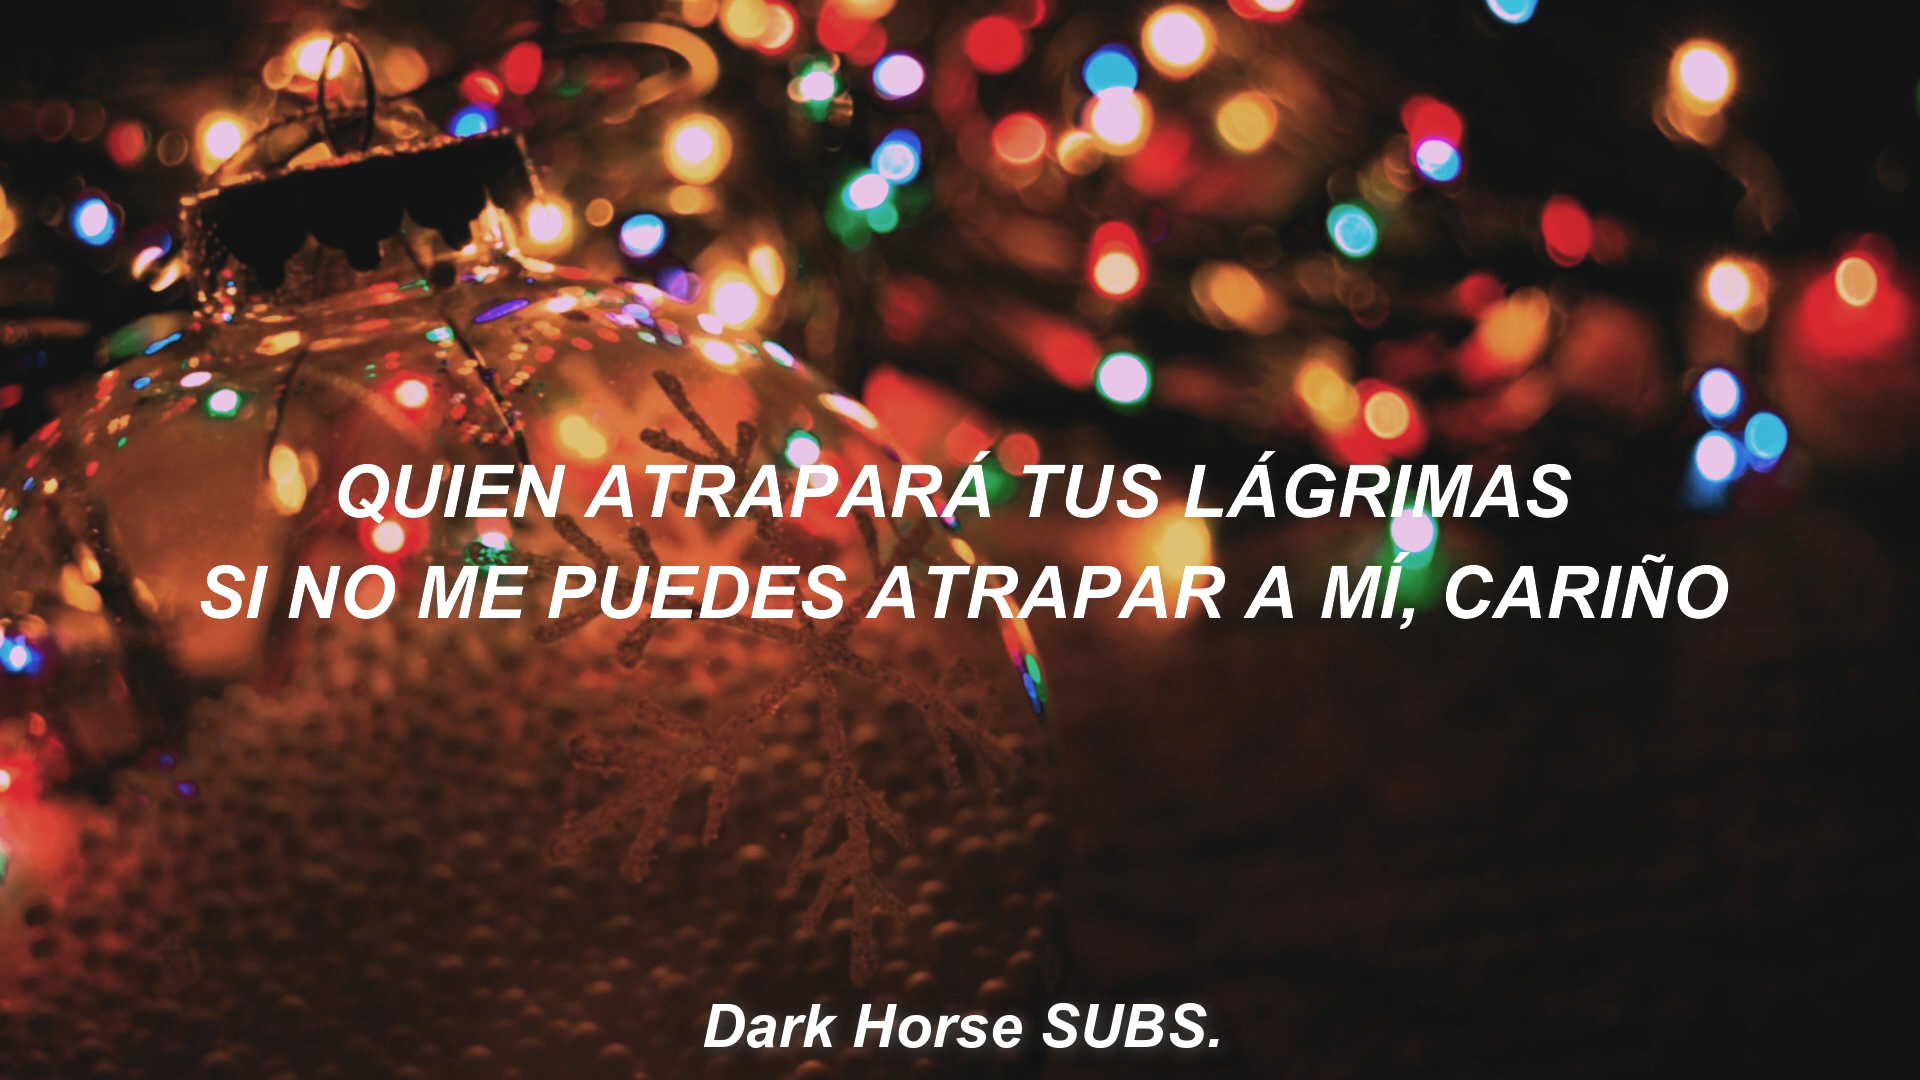 QUIEN ATRAPARÁ TUS LÁGRIMAS
SI NO ME PUEDES ATRAPAR A MÍ, CARIÑO
Dark Horse SUBS.